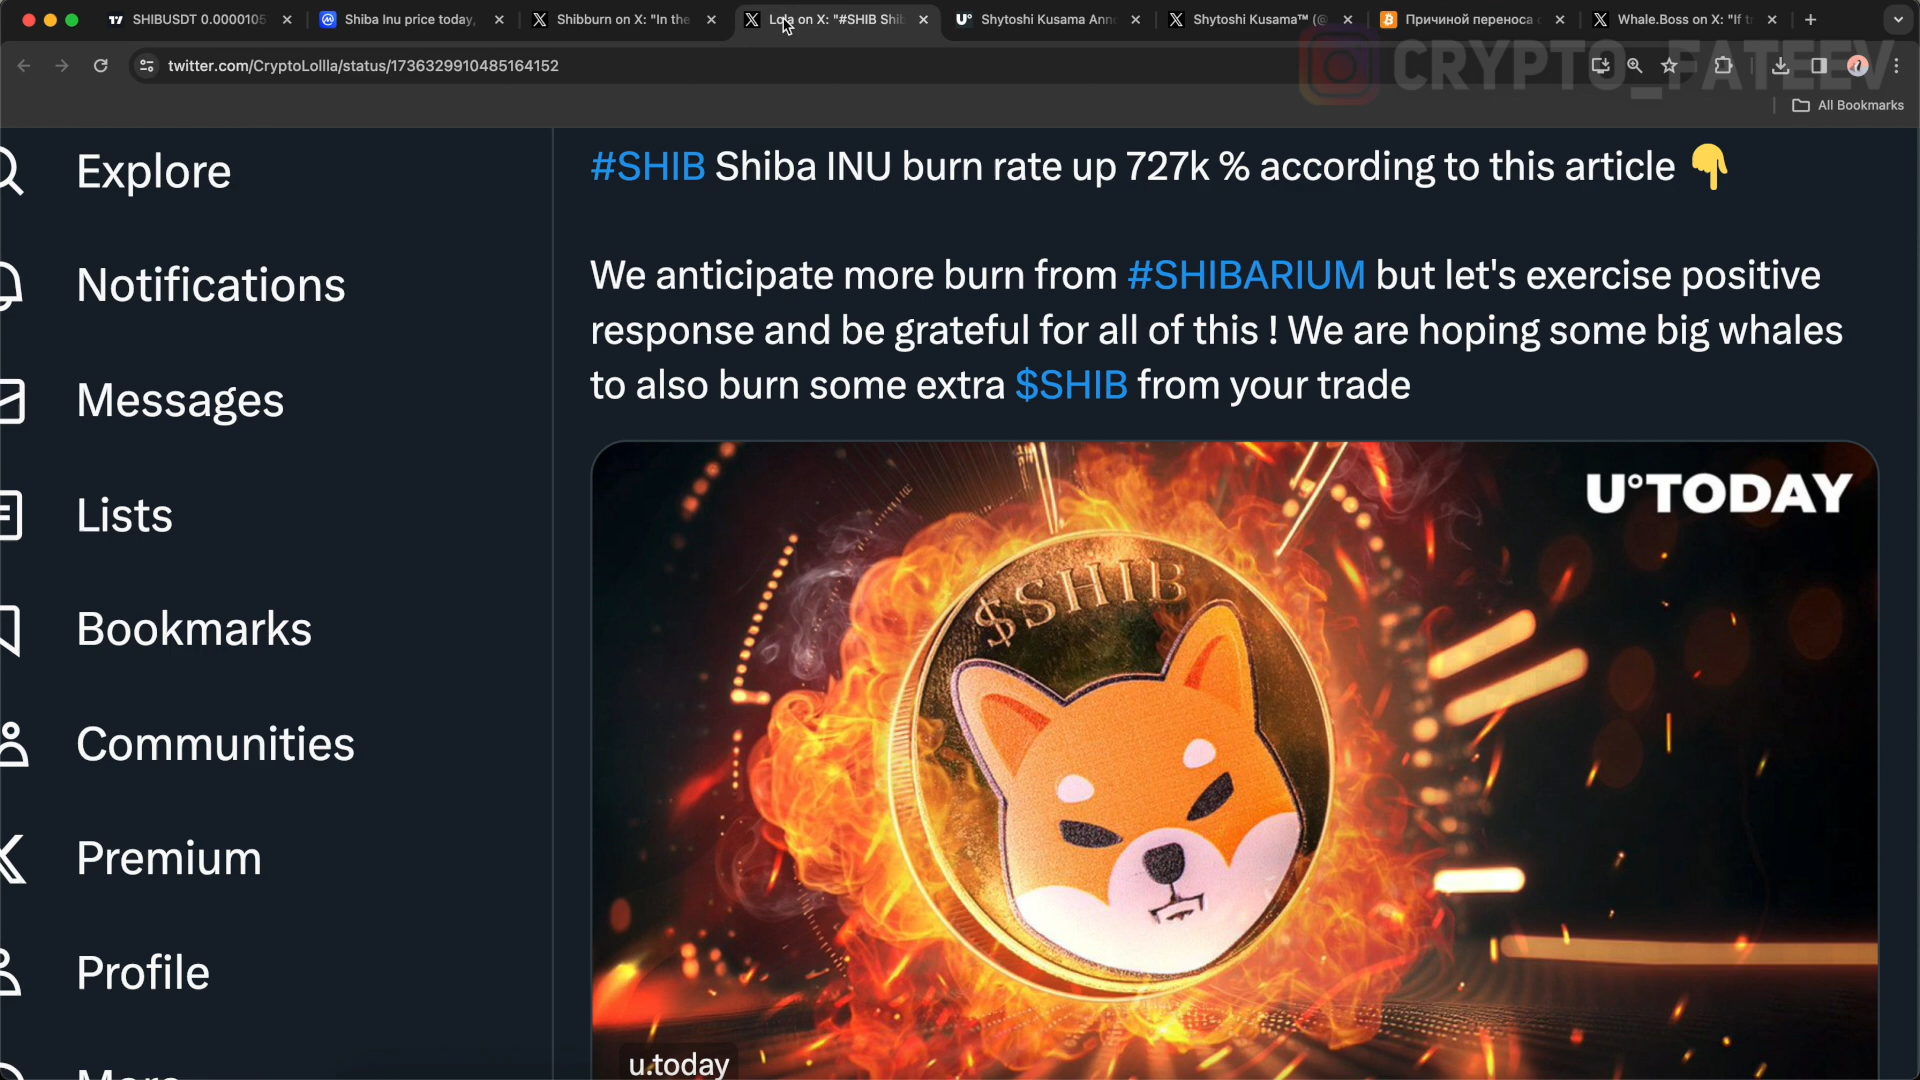 SHIBUSDT 0.0000105
Shiba Inu price today,
Shibburn on X: "In the
Lola on X: "#SHIB Shib
Shytoshi Kusama Anno
Shytoshi Kusama™ (@
Причиной переноса
Whale.Boss on X: "If t
twitter.com/CryptoLollla/status/1736329910485164152
CRYPTO_FATEEV
All Bookmarks
Explore
Notifications
Messages
Lists
Bookmarks
Communities
Premium
Profile
More
#SHIB Shiba INU burn rate up 727k % according to this article 👇
We anticipate more burn from #SHIBARIUM but let's exercise positive
response and be grateful for all of this ! We are hoping some big whales
to also burn some extra $SHIB from your trade
U°TODAY
$SHIB
u.today